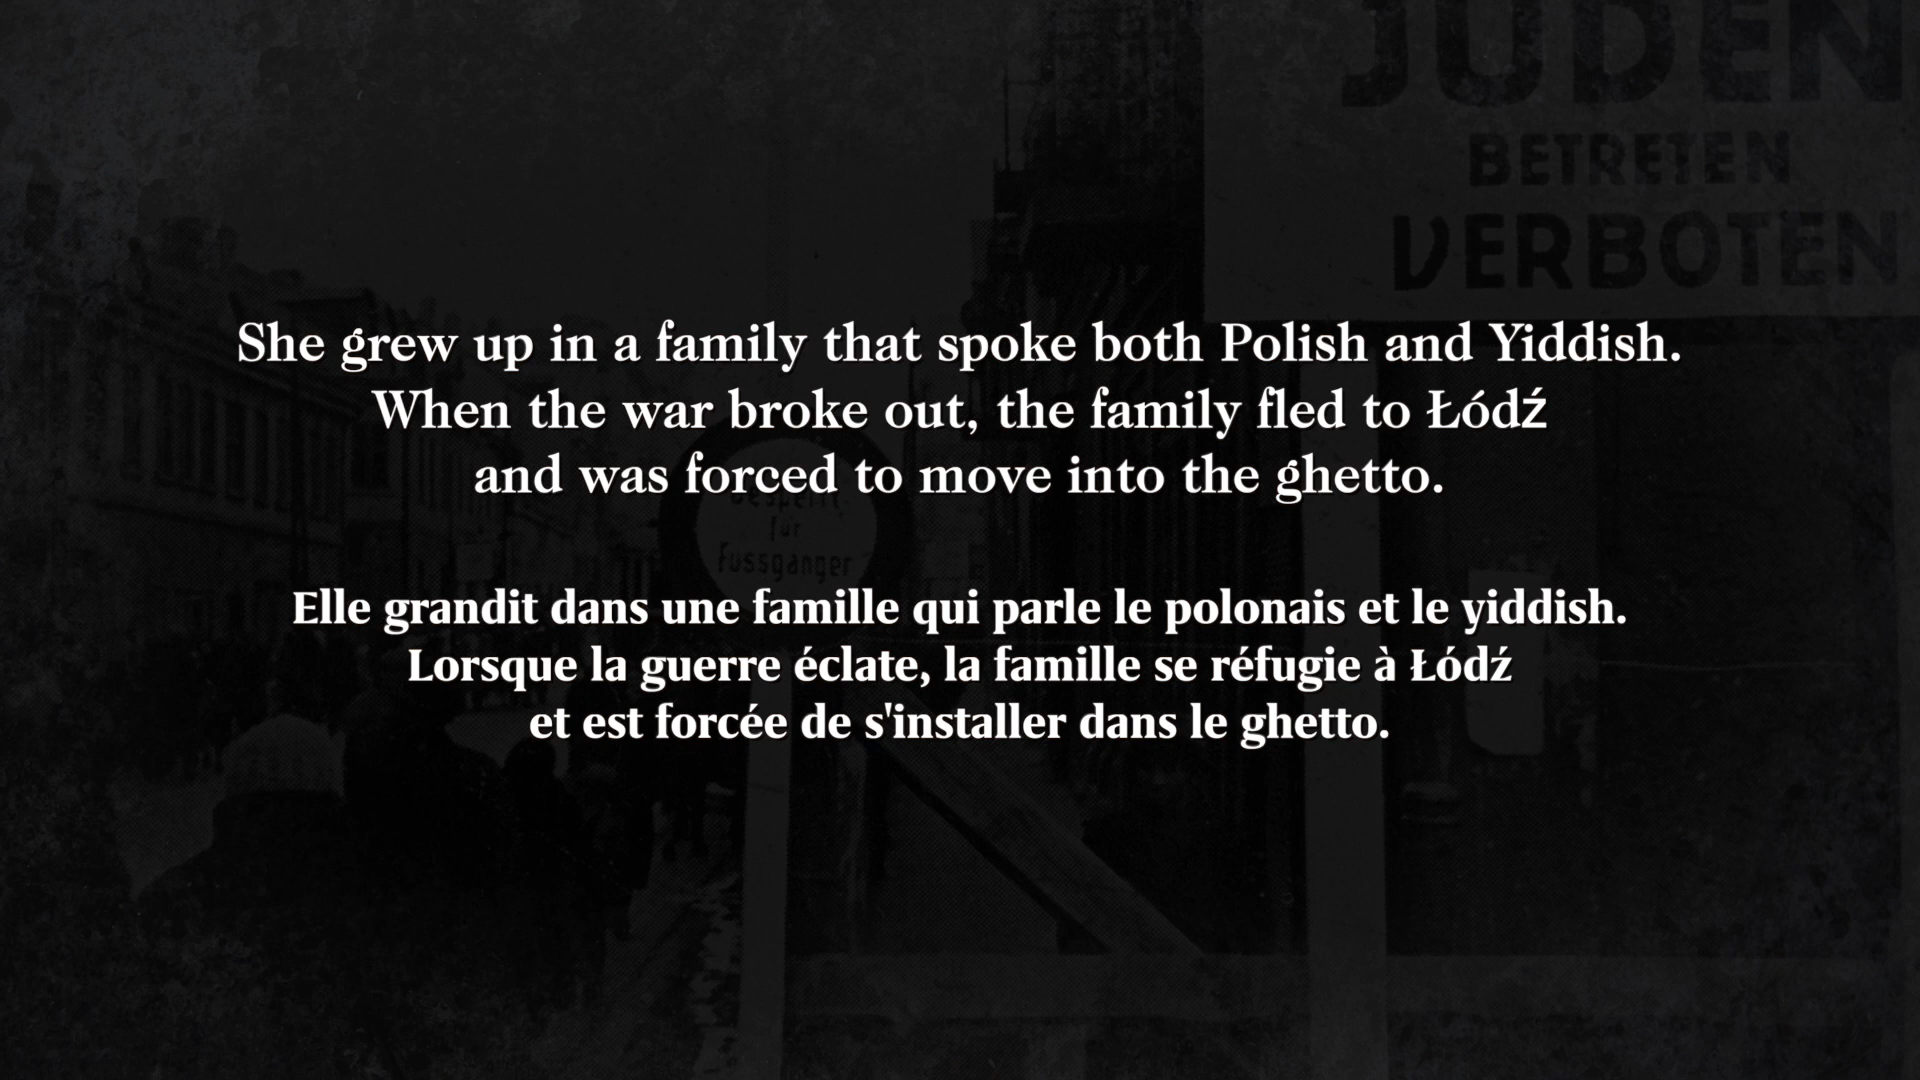 JUDEN
BETRETEN
VERBOTEN
She grew up in a family that spoke both Polish and Yiddish.
When the war broke out, the family fled to Łódź
and was forced to move into the ghetto.
für
Fussgänger
Elle grandit dans une famille qui parle le polonais et le yiddish.
Lorsque la guerre éclate, la famille se réfugie à Łódź
et est forcée de s'installer dans le ghetto.